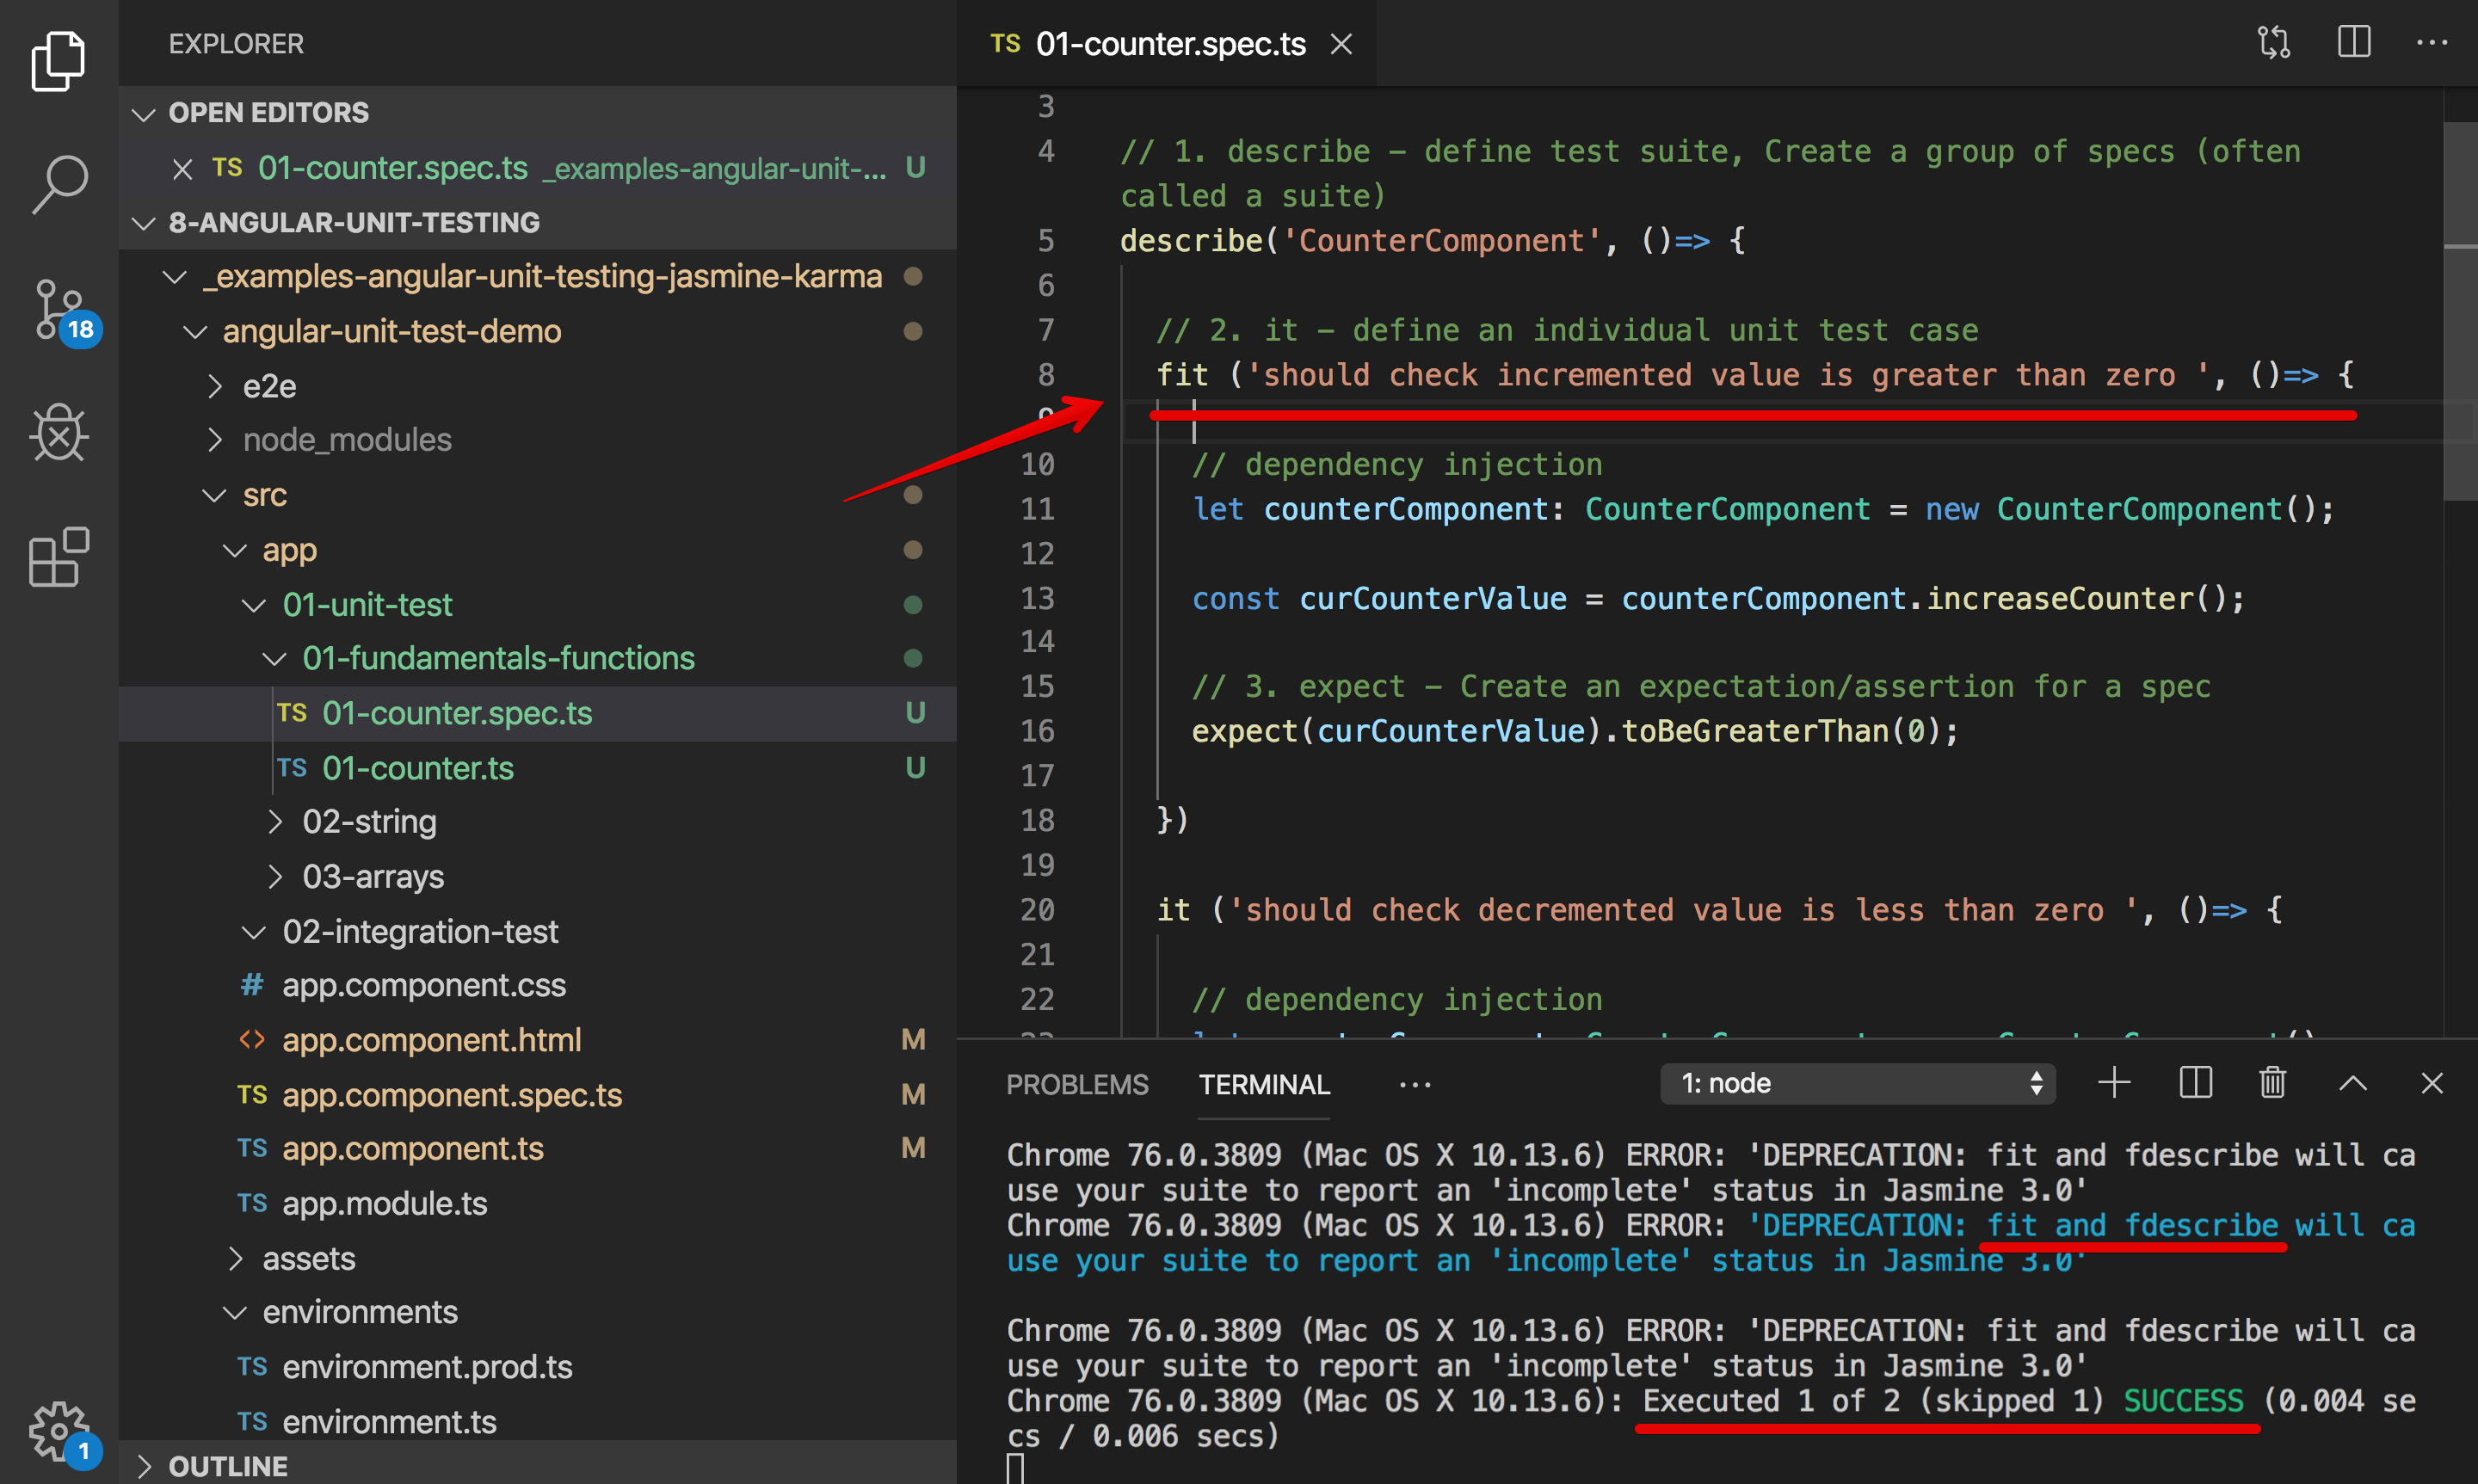 EXPLORER
OPEN EDITORS
TS 01-counter.spec.ts _examples-angular-unit-... U
8-ANGULAR-UNIT-TESTING
_examples-angular-unit-testing-jasmine-karma
angular-unit-test-demo
e2e
node_modules
src
app
01-unit-test
01-fundamentals-functions
TS 01-counter.spec.ts U
TS 01-counter.ts U
02-string
03-arrays
02-integration-test
# app.component.css
<> app.component.html M
TS app.component.spec.ts M
TS app.component.ts M
TS app.module.ts
assets
environments
TS environment.prod.ts
TS environment.ts
OUTLINE
18
1
TS 01-counter.spec.ts
3
4 // 1. describe – define test suite, Create a group of specs (often
called a suite)
5 describe('CounterComponent', ()=> {
6
7 // 2. it – define an individual unit test case
8 fit ('should check incremented value is greater than zero ', ()=> {
9
10 // dependency injection
11 let counterComponent: CounterComponent = new CounterComponent();
12
13 const curCounterValue = counterComponent.increaseCounter();
14
15 // 3. expect – Create an expectation/assertion for a spec
16 expect(curCounterValue).toBeGreaterThan(0);
17
18 })
19
20 it ('should check decremented value is less than zero ', ()=> {
21
22 // dependency injection
PROBLEMS TERMINAL ... 1: node
Chrome 76.0.3809 (Mac OS X 10.13.6) ERROR: 'DEPRECATION: fit and fdescribe will ca
use your suite to report an 'incomplete' status in Jasmine 3.0'
Chrome 76.0.3809 (Mac OS X 10.13.6) ERROR: 'DEPRECATION: fit and fdescribe will ca
use your suite to report an 'incomplete' status in Jasmine 3.0'
Chrome 76.0.3809 (Mac OS X 10.13.6) ERROR: 'DEPRECATION: fit and fdescribe will ca
use your suite to report an 'incomplete' status in Jasmine 3.0'
Chrome 76.0.3809 (Mac OS X 10.13.6): Executed 1 of 2 (skipped 1) SUCCESS (0.004 se
cs / 0.006 secs)